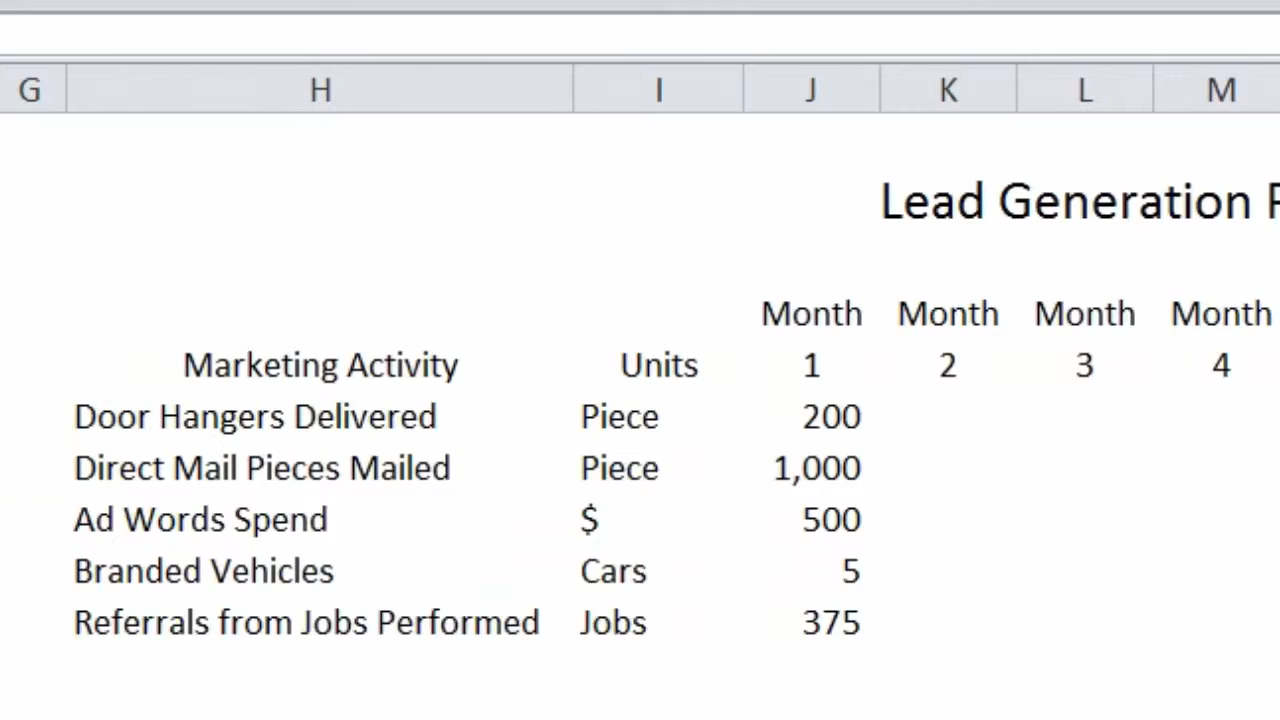 G H I J K L M
Lead Generation
Month Month Month Month
Marketing Activity Units 1 2 3 4
Door Hangers Delivered Piece 200
Direct Mail Pieces Mailed Piece 1,000
Ad Words Spend $ 500
Branded Vehicles Cars 5
Referrals from Jobs Performed Jobs 375